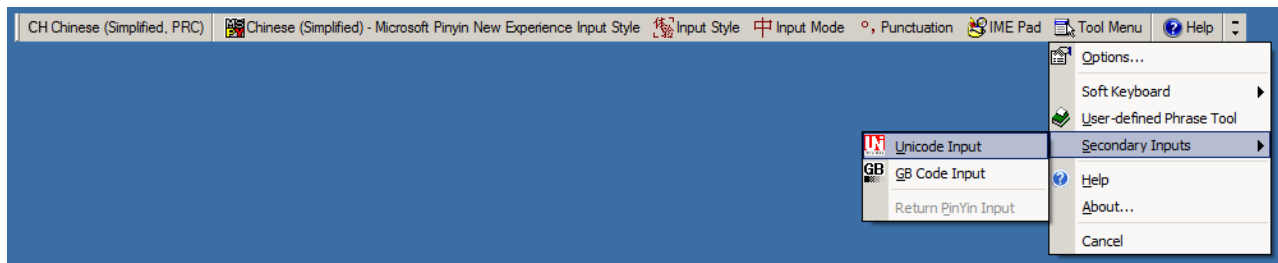 CH Chinese (Simplified, PRC) Chinese (Simplified) - Microsoft Pinyin New Experience Input Style Input Style 中 Input Mode °, Punctuation IME Pad Tool Menu Help
Options...
Soft Keyboard
User-defined Phrase Tool
Secondary Inputs
Help
About...
Cancel
Unicode Input
GB GB Code Input
Return PinYin Input